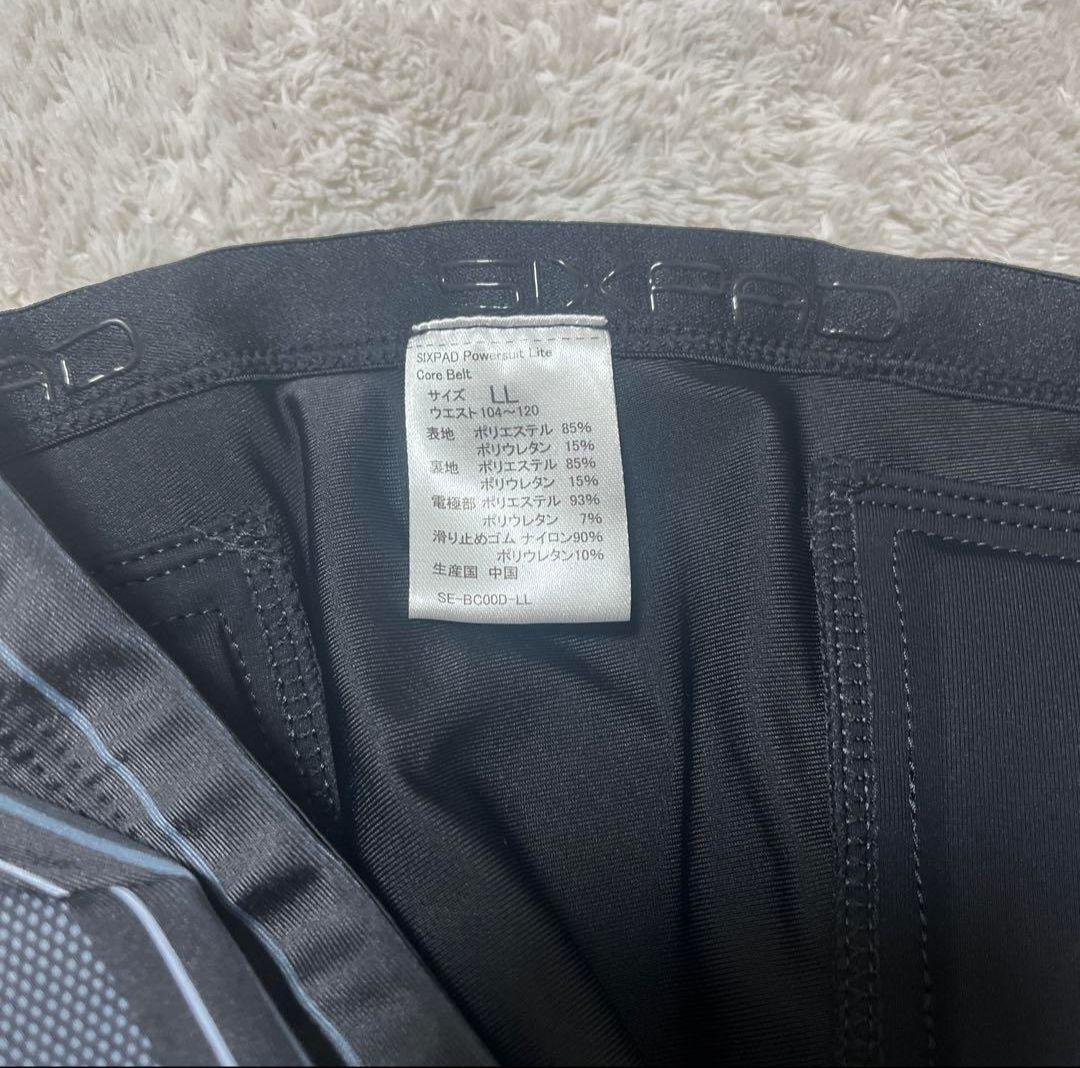 SIXPAD
AD
SIXPAD Powersuit Lite
Core Belt
サイズ LL
ウエスト104～120
表地 ポリエステル 85%
ポリウレタン 15%
裏地 ポリエステル 85%
ポリウレタン 15%
電極部 ポリエステル 93%
ポリウレタン 7%
滑り止めゴム ナイロン90%
ポリウレタン10%
生産国 中国
SE-BC00D-LL